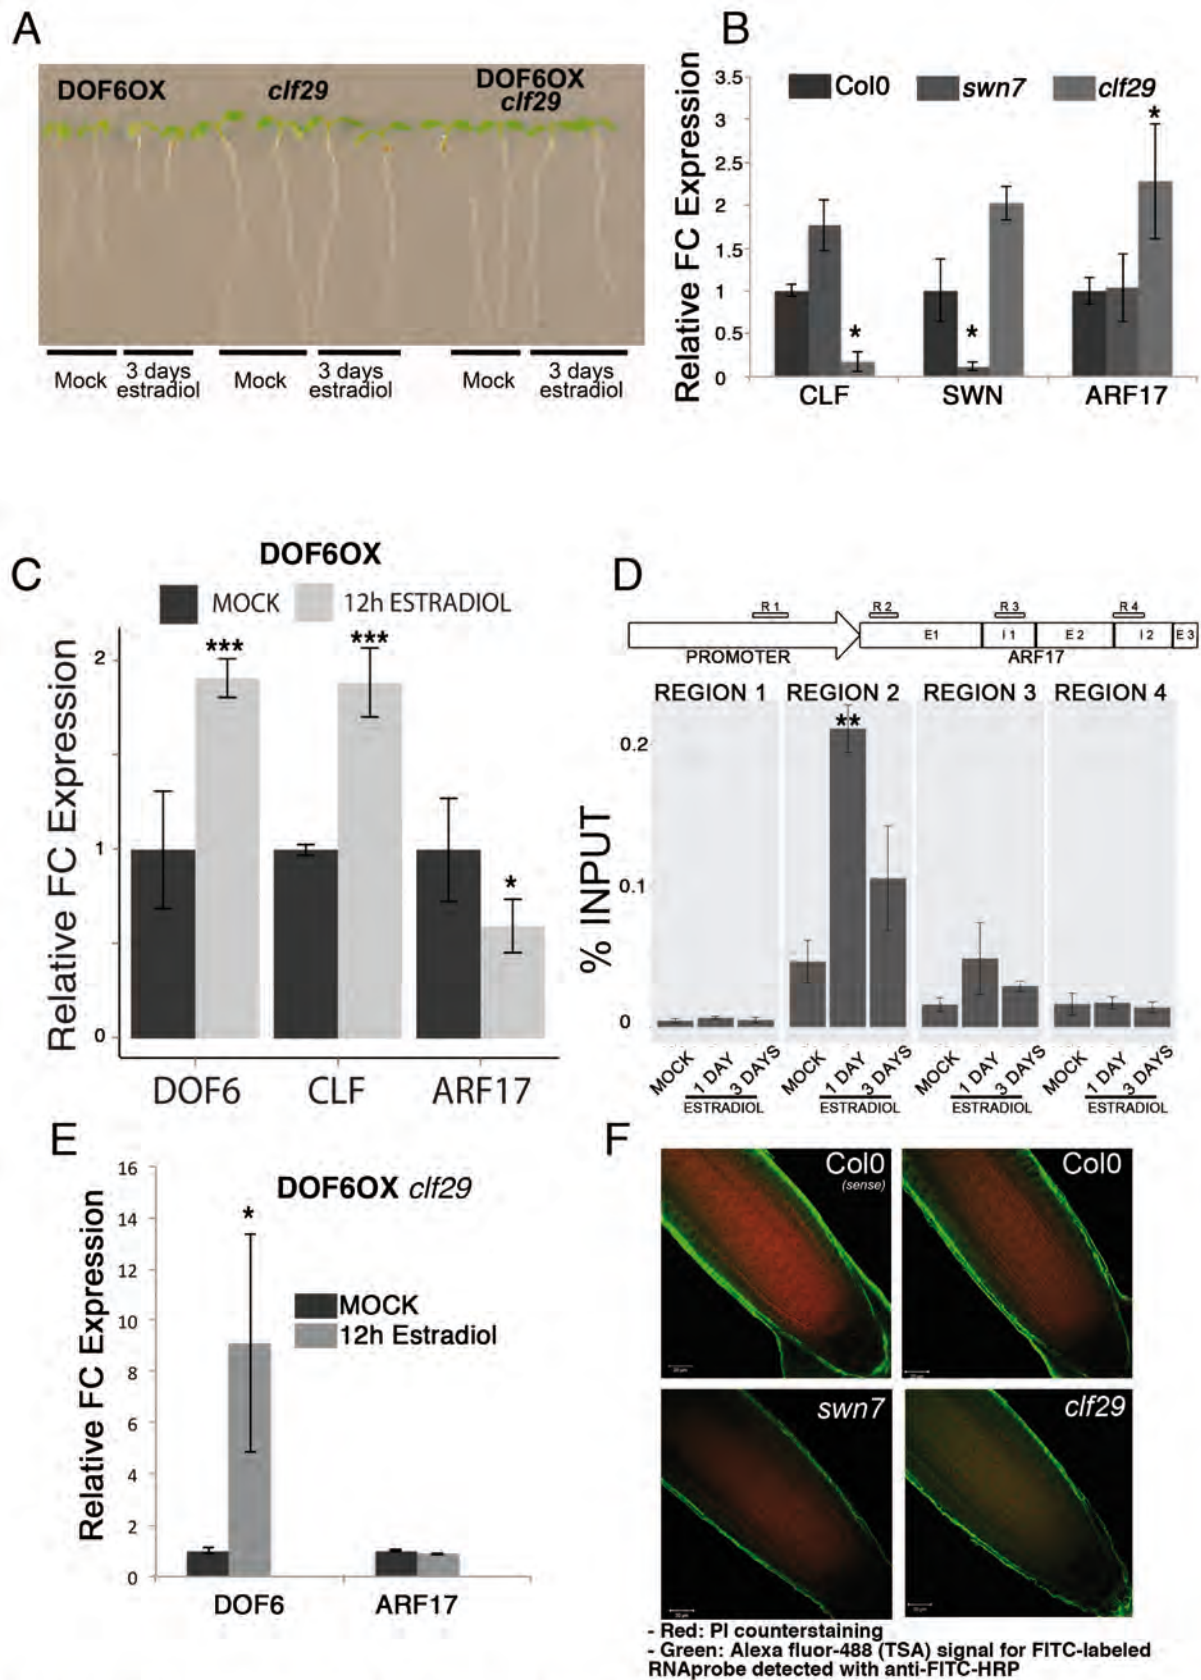 A
DOF6OX
clf29
DOF6OX
clf29
Mock
3 days
estradiol
Mock
3 days
estradiol
Mock
3 days
estradiol
B
Relative FC Expression
3.5
3
2.5
2
1.5
1
0.5
0
Col0 swn7 clf29
*
*
*
CLF SWN ARF17
C
DOF6OX
MOCK 12h ESTRADIOL
Relative FC Expression
2
1
0
***
***
*
DOF6 CLF ARF17
D
R 1 R 2 R 3 R 4
E1 I 1 E 2 I 2 E 3
PROMOTER ARF17
REGION 1 REGION 2 REGION 3 REGION 4
% INPUT
0.2
0.1
0
**
MOCK 1 DAY 3 DAYS MOCK 1 DAY 3 DAYS MOCK 1 DAY 3 DAYS MOCK 1 DAY 3 DAYS
ESTRADIOL ESTRADIOL ESTRADIOL ESTRADIOL
E
DOF6OX clf29
Relative FC Expression
16
14
12
10
8
6
4
2
0
*
MOCK
12h Estradiol
DOF6 ARF17
F
Col0
(sense)
Col0
swn7
clf29
- Red: PI counterstaining
- Green: Alexa fluor-488 (TSA) signal for FITC-labeled
RNAprobe detected with anti-FITC-HRP